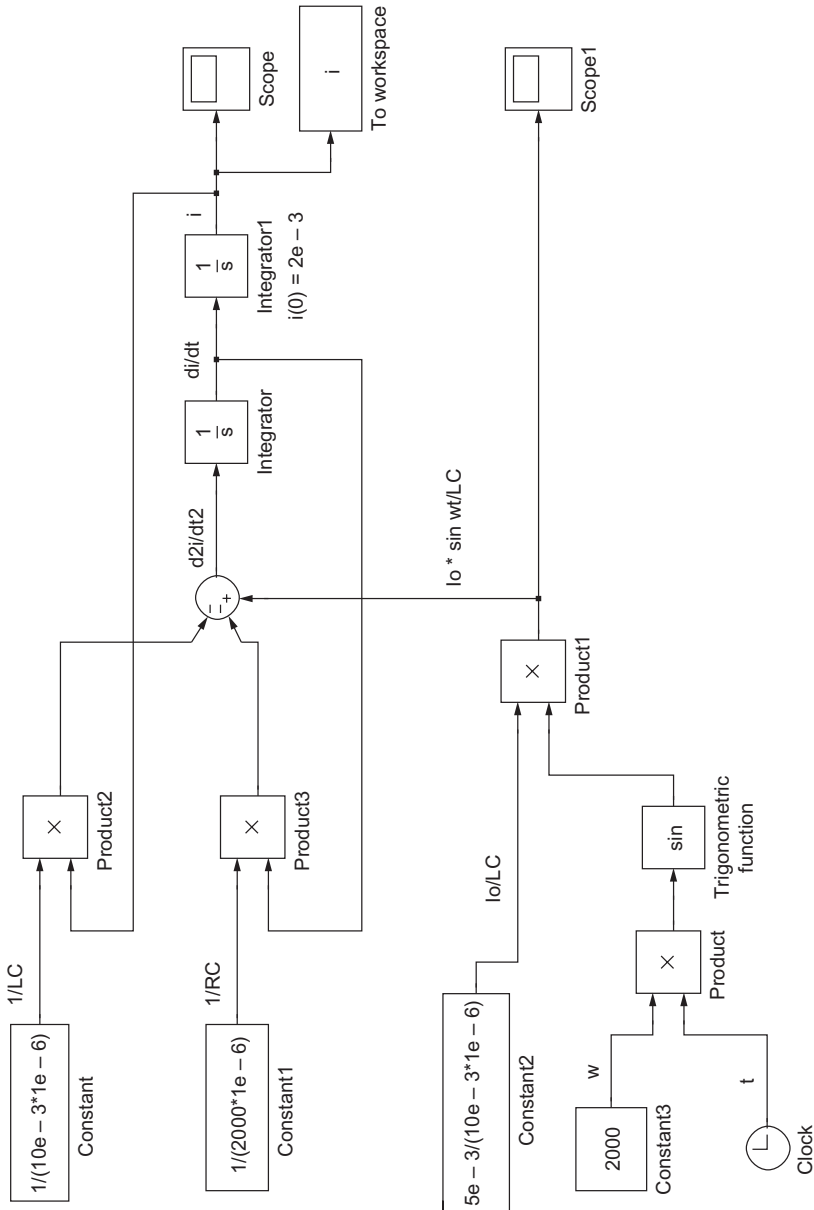 1/(10e – 3*1e – 6)
Constant
1/LC
×
Product2
1/(2000*1e – 6)
Constant1
1/RC
×
Product3
– –
+
d2i/dt2
1
s
Integrator
di/dt
1
s
Integrator1
i(0) = 2e – 3
i
Scope
i
To workspace
5e – 3/(10e – 3*1e – 6)
Constant2
Io/LC
2000
Constant3
w
Clock
t
×
Product
sin
Trigonometric
function
×
Product1
Io * sin wt/LC
Scope1